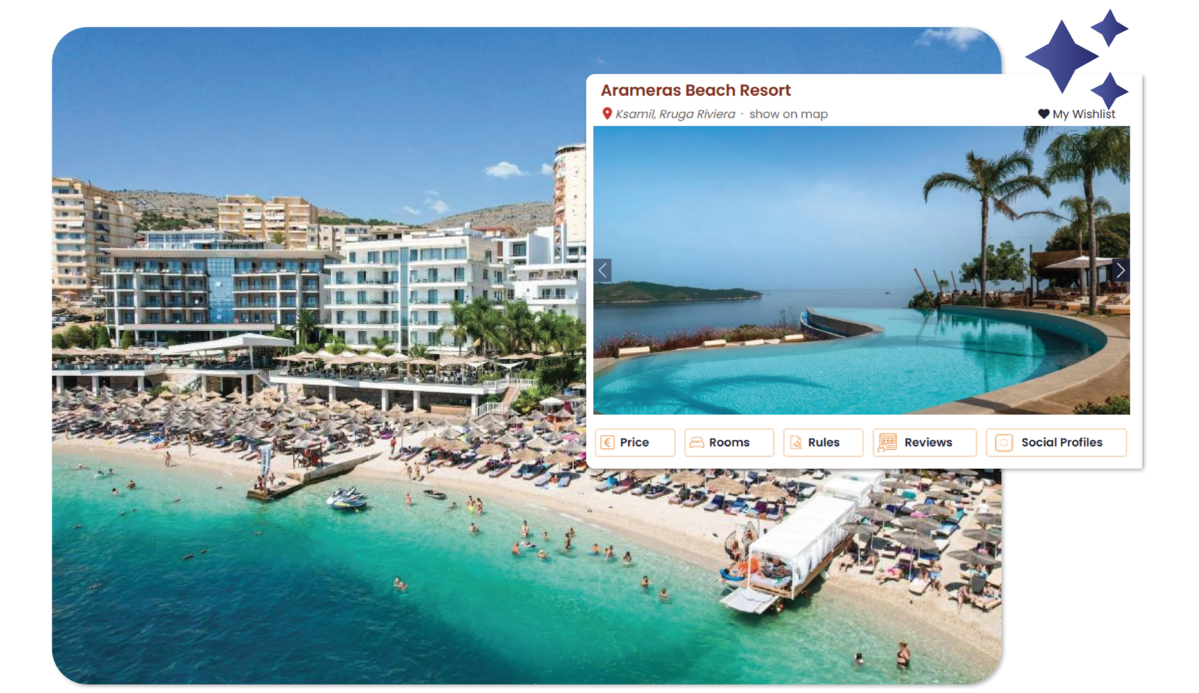 Arameras Beach Resort
Ksamil, Rruga Riviera · show on map
My Wishlist
Price
Rooms
Rules
Reviews
Social Profiles